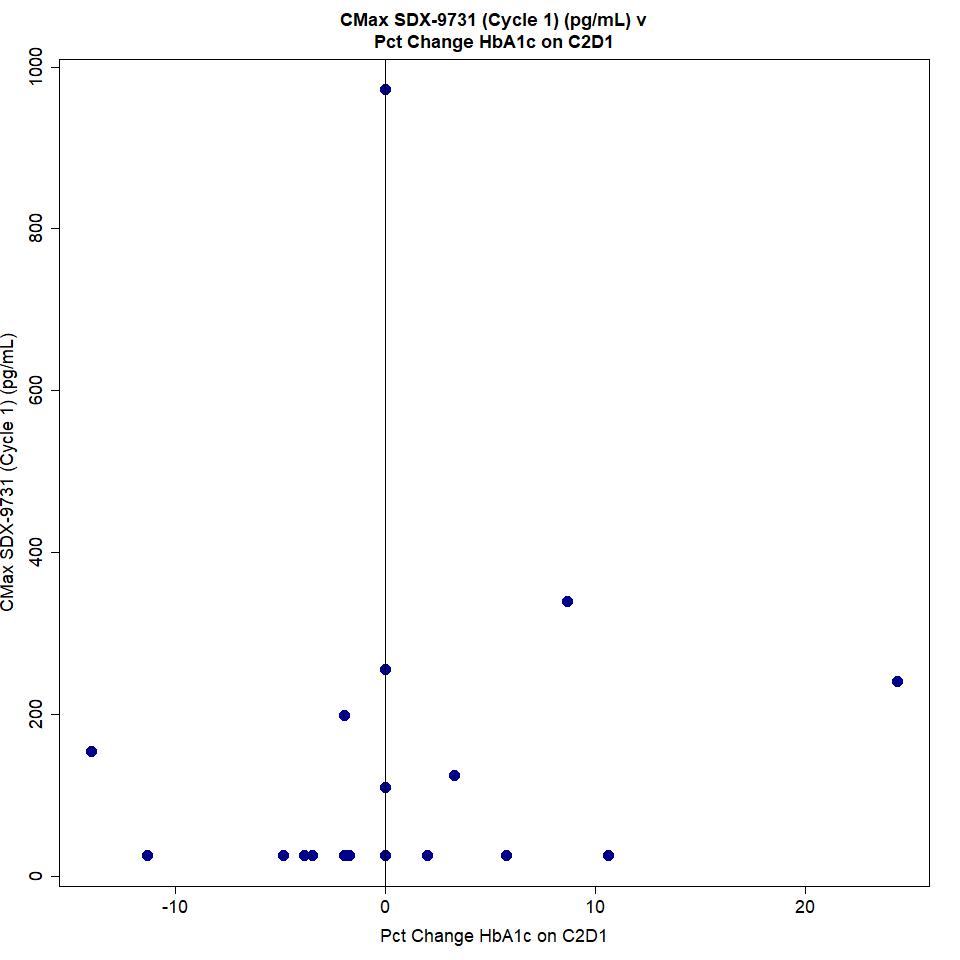 CMax SDX-9731 (Cycle 1) (pg/mL) v
Pct Change HbA1c on C2D1
1000
800
600
400
200
0
CMax SDX-9731 (Cycle 1) (pg/mL)
-10 0 10 20
Pct Change HbA1c on C2D1